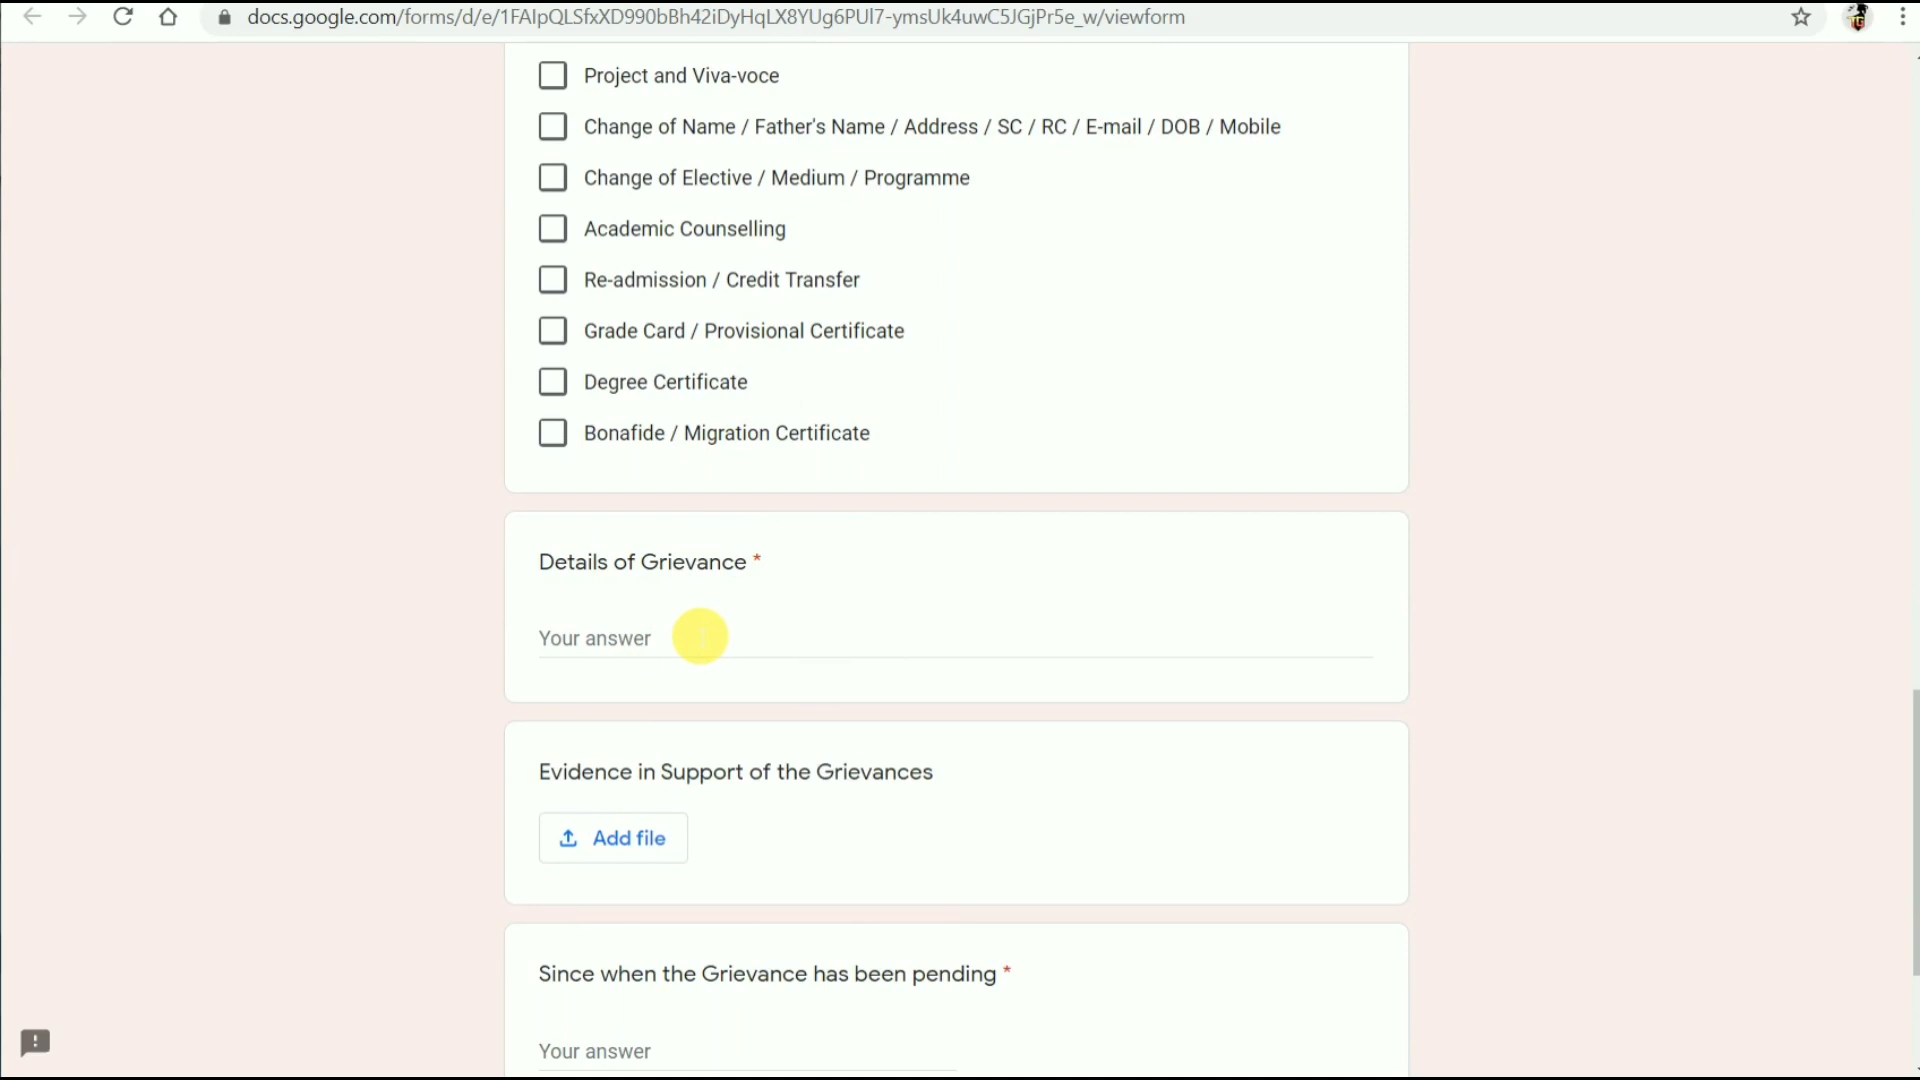 docs.google.com/forms/d/e/1FAIpQLSfxXD990bBh42iDyHqLX8YUg6PUl7-ymsUk4uwC5JGjPr5e_w/viewform
Project and Viva-voce
Change of Name / Father's Name / Address / SC / RC / E-mail / DOB / Mobile
Change of Elective / Medium / Programme
Academic Counselling
Re-admission / Credit Transfer
Grade Card / Provisional Certificate
Degree Certificate
Bonafide / Migration Certificate
Details of Grievance *
Your answer
Evidence in Support of the Grievances
Add file
Since when the Grievance has been pending *
Your answer